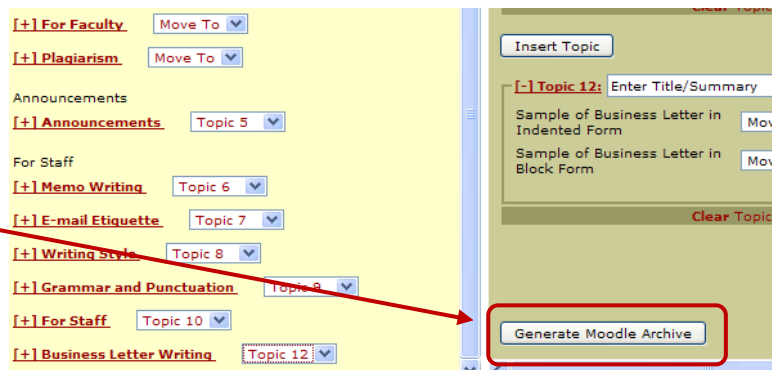 [+] For Faculty Move To
[+] Plagiarism Move To
Announcements
[+] Announcements Topic 5
For Staff
[+] Memo Writing Topic 6
[+] E-mail Etiquette Topic 7
[+] Writing Style Topic 8
[+] Grammar and Punctuation Topic 9
[+] For Staff Topic 10
[+] Business Letter Writing Topic 12
Clear Topic
Insert Topic
[-] Topic 12: Enter Title/Summary
Sample of Business Letter in
Indented Form Mov
Sample of Business Letter in
Block Form Mov
Clear Topic
Generate Moodle Archive